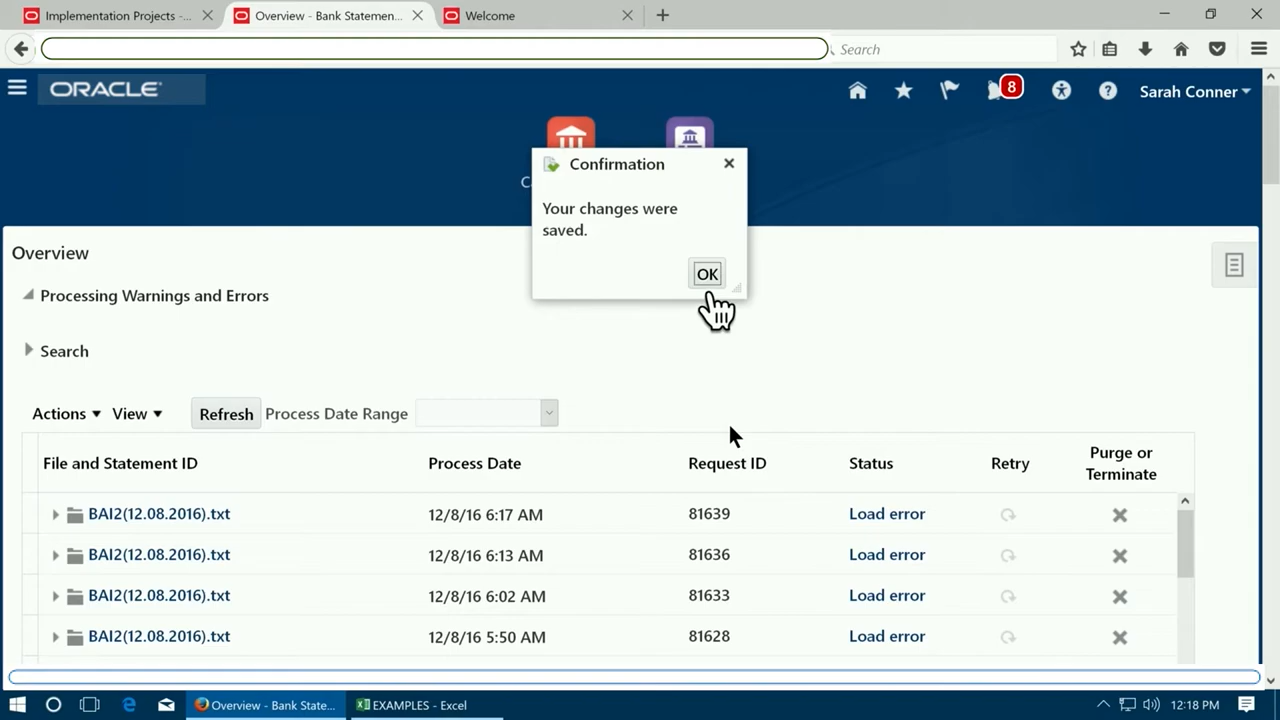 Implementation Projects -...
Overview - Bank Statemen...
Welcome
Search
ORACLE
8
Sarah Conner
Confirmation
Your changes were
saved.
OK
Overview
Processing Warnings and Errors
Search
Actions
View
Refresh
Process Date Range
File and Statement ID
Process Date
Request ID
Status
Retry
Purge or
Terminate
BAI2(12.08.2016).txt
12/8/16 6:17 AM
81639
Load error
BAI2(12.08.2016).txt
12/8/16 6:13 AM
81636
Load error
BAI2(12.08.2016).txt
12/8/16 6:02 AM
81633
Load error
BAI2(12.08.2016).txt
12/8/16 5:50 AM
81628
Load error
Overview - Bank State...
EXAMPLES - Excel
12:18 PM